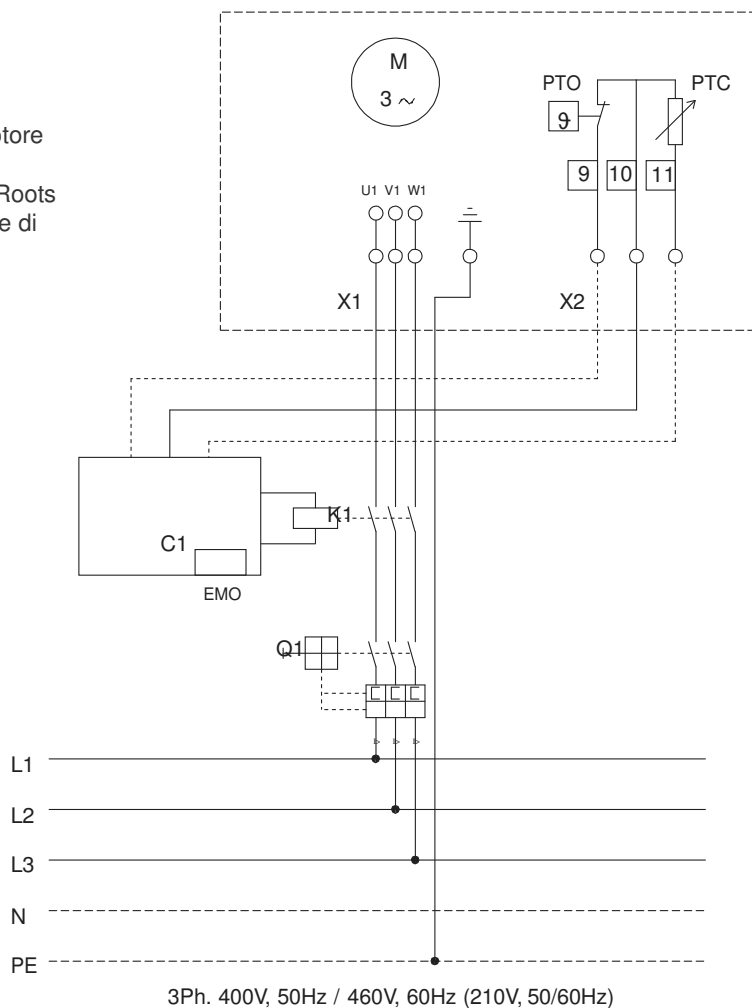 otore
Roots
e di
M
3 ~
PTO
PTC
ϑ
9 10 11
U1 V1 W1
X1
X2
K1
C1
EMO
Q1
L1
L2
L3
N
PE
3Ph. 400V, 50Hz / 460V, 60Hz (210V, 50/60Hz)